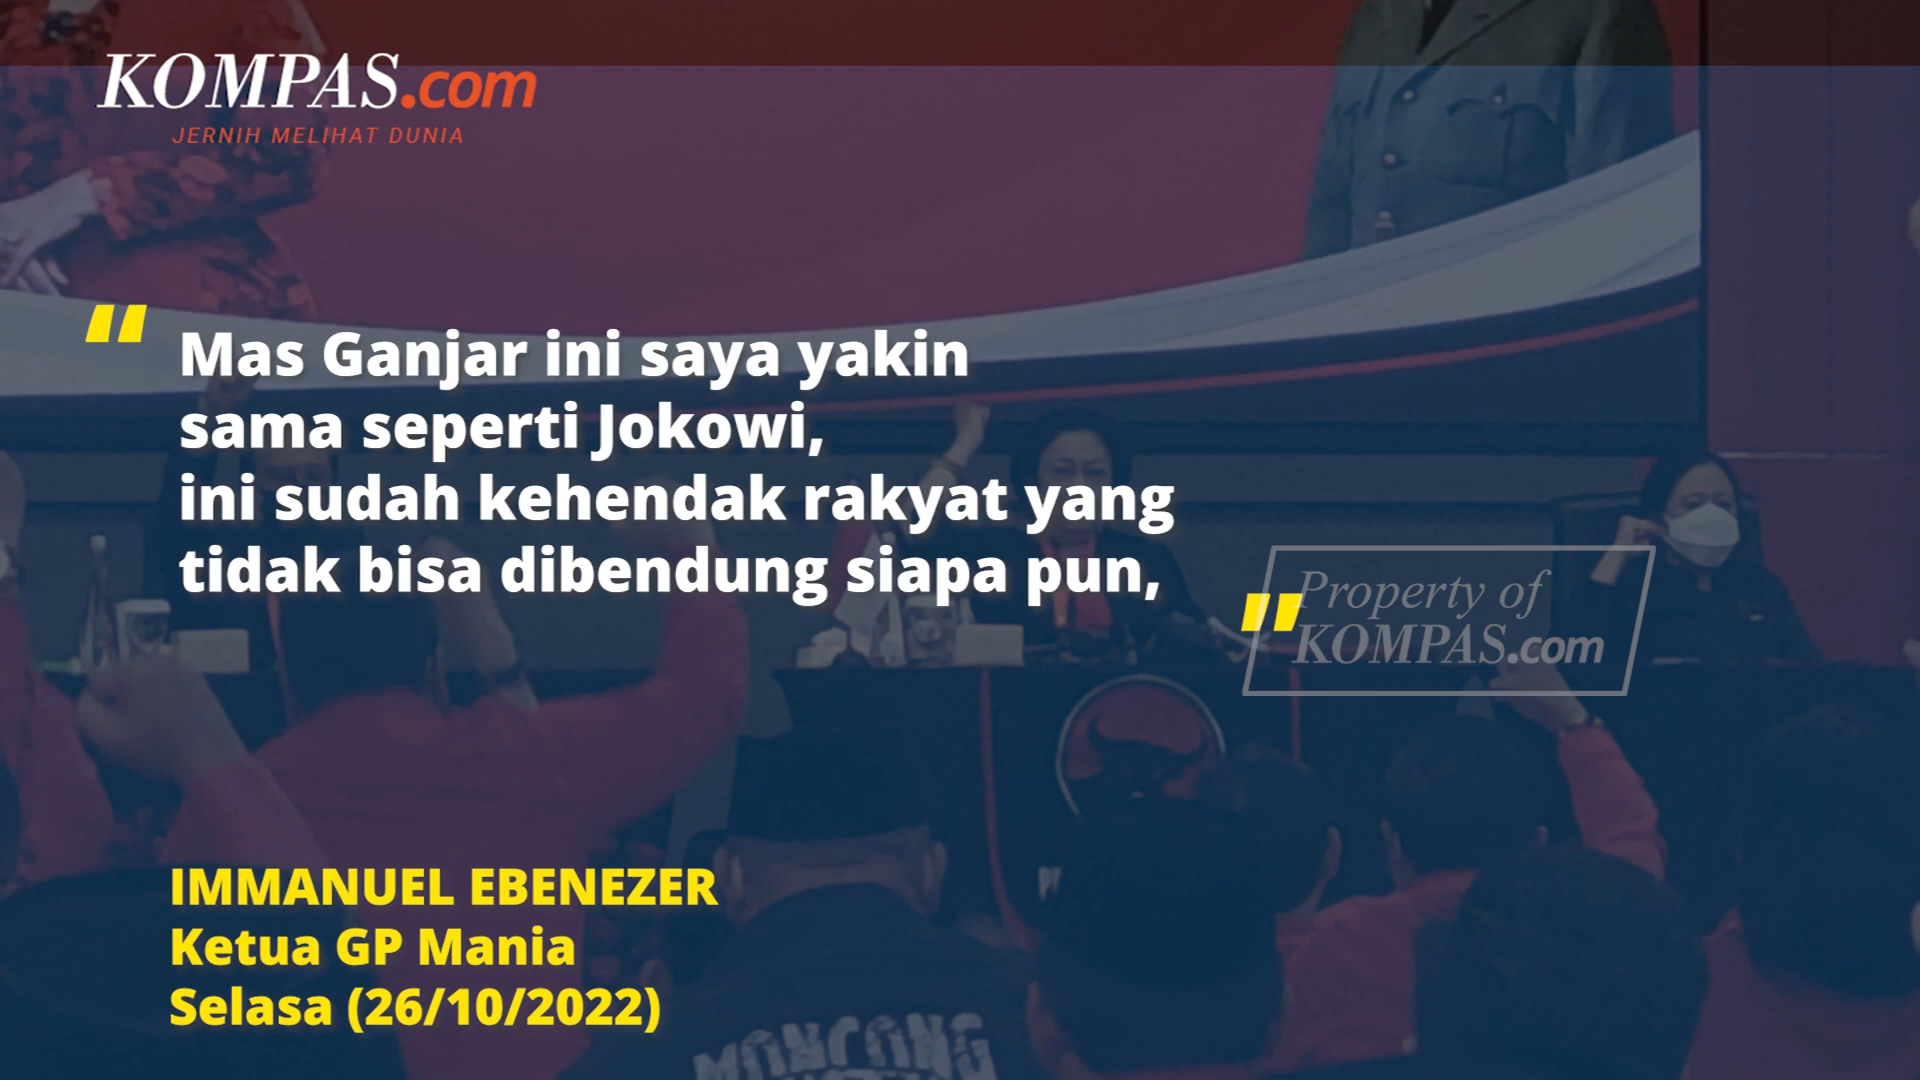 KOMPAS.com
JERNIH MELIHAT DUNIA
“ Mas Ganjar ini saya yakin
sama seperti Jokowi,
ini sudah kehendak rakyat yang
tidak bisa dibendung siapa pun, ”
Property of
KOMPAS.com
IMMANUEL EBENEZER
Ketua GP Mania
Selasa (26/10/2022)
MONCONG